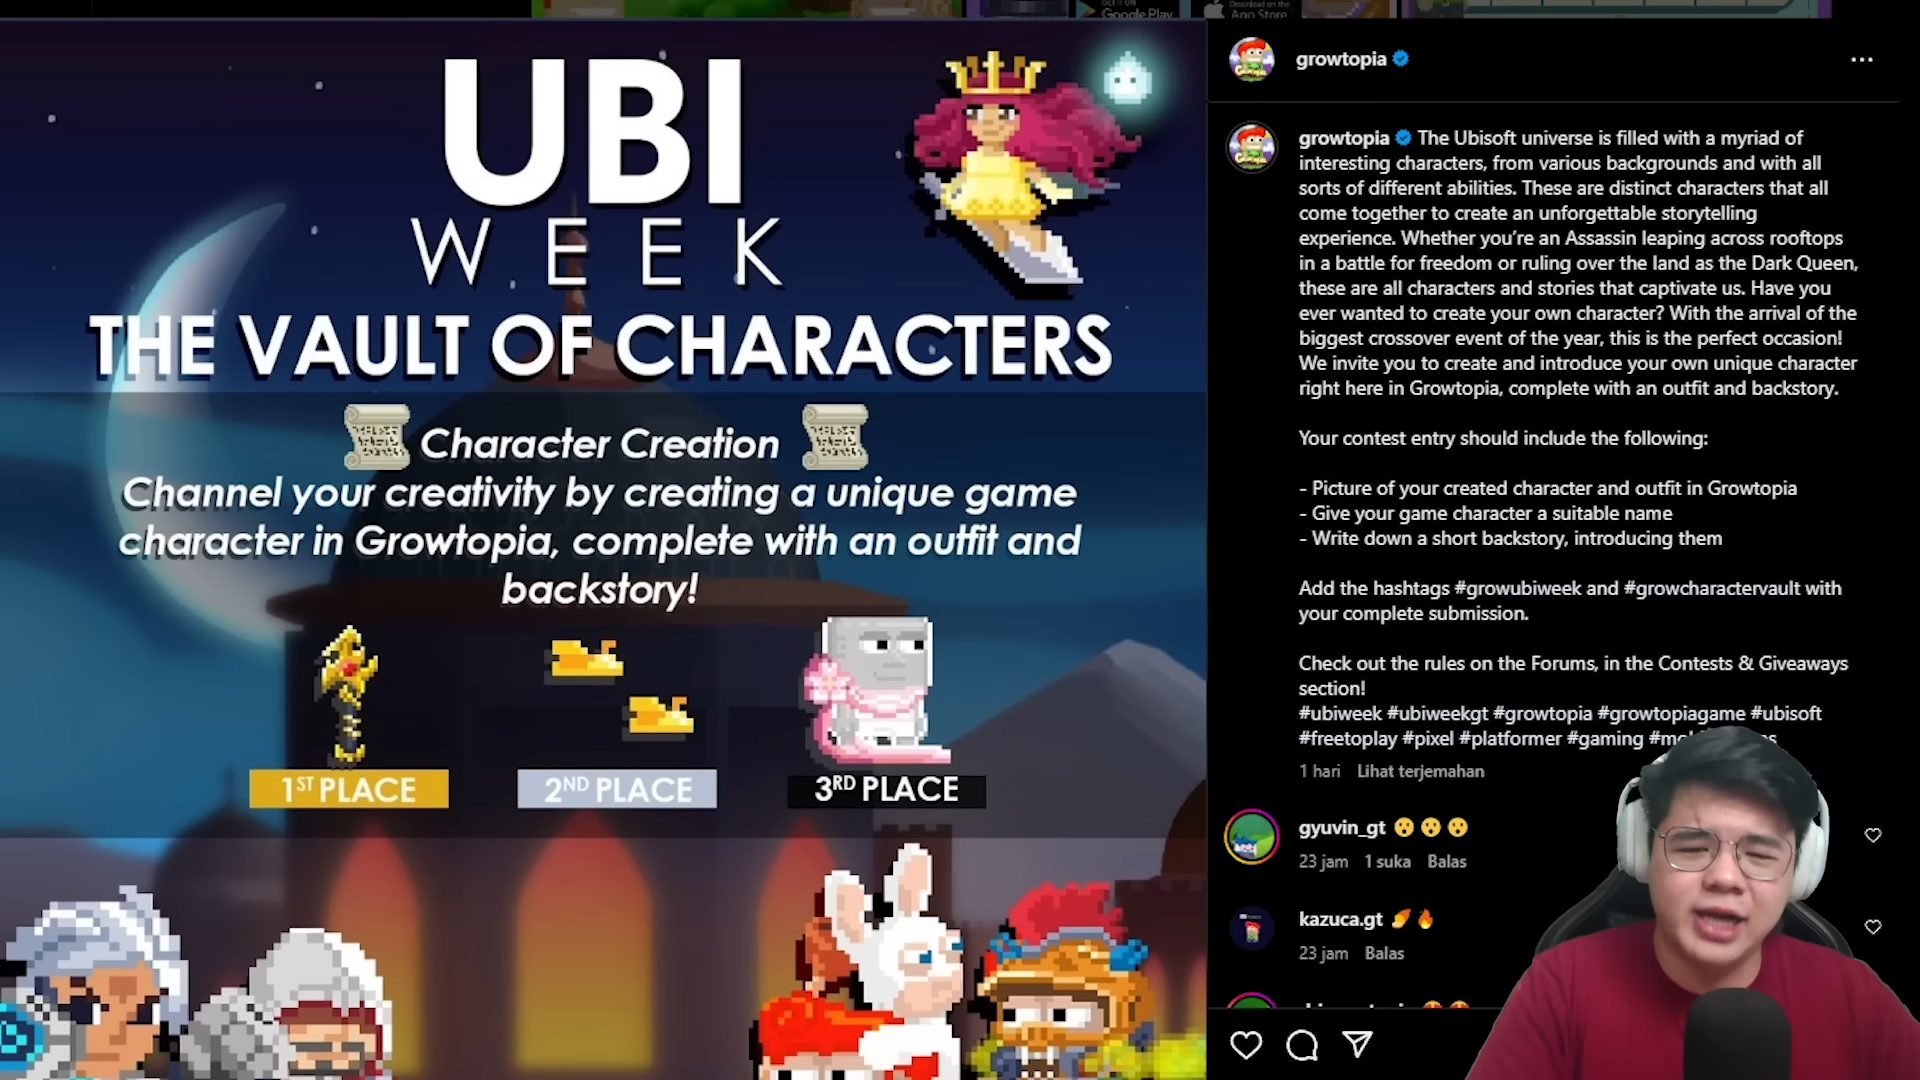 Google Play
Download on the
App Store
UBI
WEEK
THE VAULT OF CHARACTERS
Character Creation
Channel your creativity by creating a unique game
character in Growtopia, complete with an outfit and
backstory!
1ST PLACE
2ND PLACE
3RD PLACE
growtopia
growtopia The Ubisoft universe is filled with a myriad of
interesting characters, from various backgrounds and with all
sorts of different abilities. These are distinct characters that all
come together to create an unforgettable storytelling
experience. Whether you’re an Assassin leaping across rooftops
in a battle for freedom or ruling over the land as the Dark Queen,
these are all characters and stories that captivate us. Have you
ever wanted to create your own character? With the arrival of the
biggest crossover event of the year, this is the perfect occasion!
We invite you to create and introduce your own unique character
right here in Growtopia, complete with an outfit and backstory.
Your contest entry should include the following:
- Picture of your created character and outfit in Growtopia
- Give your game character a suitable name
- Write down a short backstory, introducing them
Add the hashtags #growubiweek and #growcharactervault with
your complete submission.
Check out the rules on the Forums, in the Contests & Giveaways
section!
#ubiweek #ubiweekgt #growtopia #growtopiagame #ubisoft
#freetoplay #pixel #platformer #gaming
1 hari Lihat terjemahan
gyuvin_gt 😮😮😮
23 jam 1 suka Balas
kazuca.gt 🔥
23 jam Balas